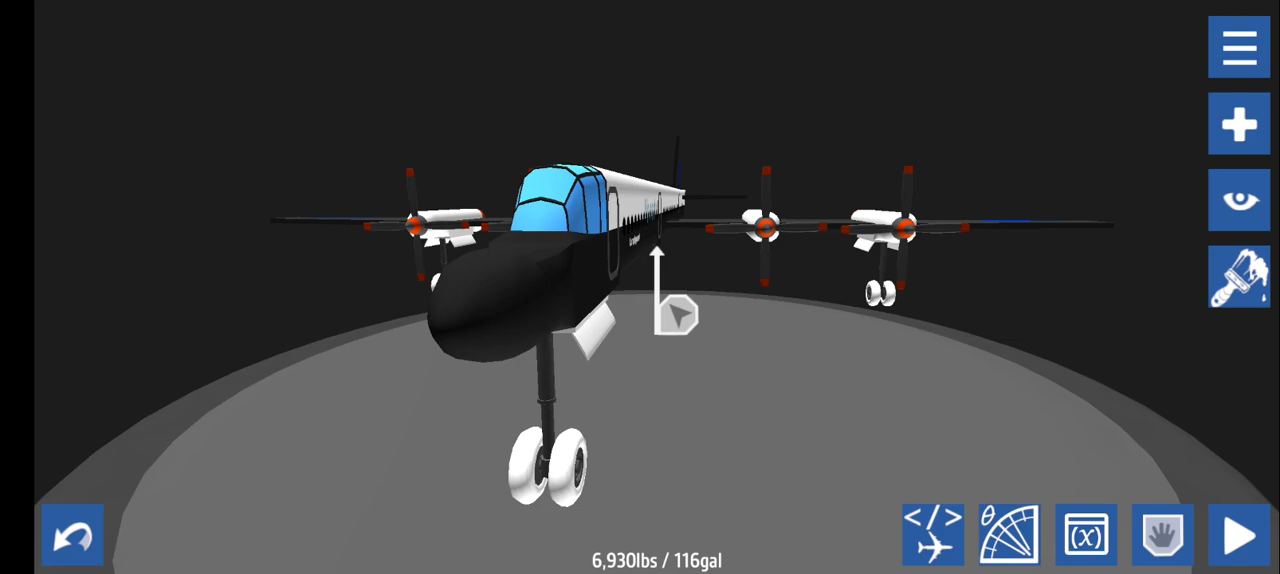 </>
θ
(x)
6,930lbs / 116gal